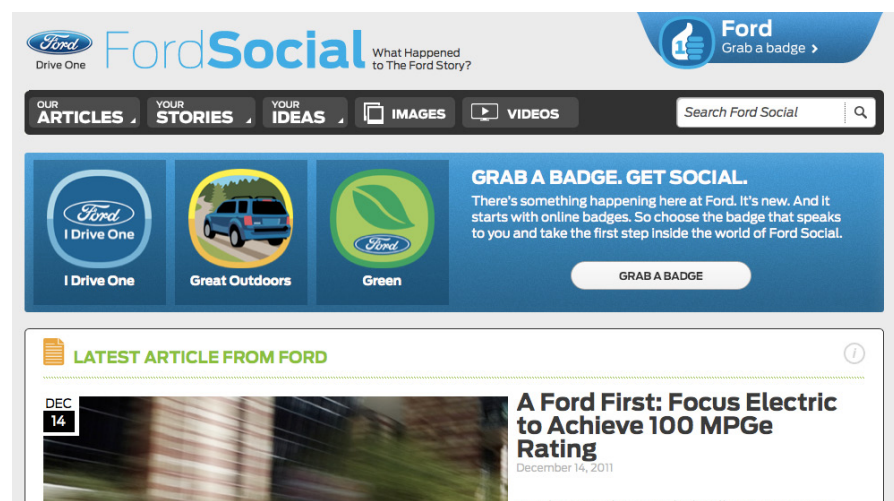 Ford
Drive One
FordSocial
What Happened
to The Ford Story?
1
Ford
Grab a badge >
OUR
ARTICLES
YOUR
STORIES
YOUR
IDEAS
IMAGES
VIDEOS
Search Ford Social
Ford
I Drive One
I Drive One
Great Outdoors
Ford
Green
GRAB A BADGE. GET SOCIAL.
There's something happening here at Ford. It's new. And it
starts with online badges. So choose the badge that speaks
to you and take the first step inside the world of Ford Social.
GRAB A BADGE
LATEST ARTICLE FROM FORD
i
DEC
14
A Ford First: Focus Electric
to Achieve 100 MPGe
Rating
December 14, 2011